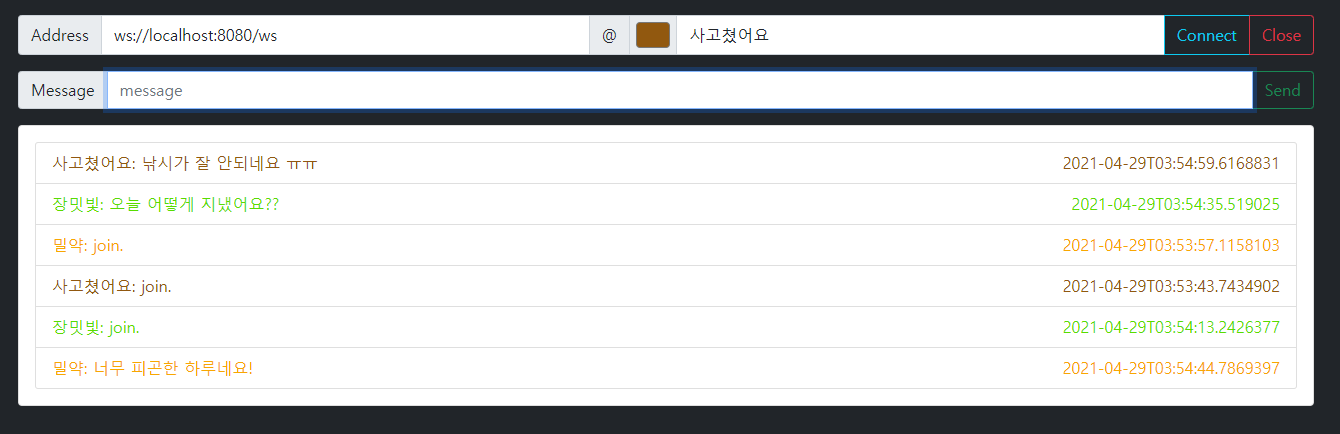 Address ws://localhost:8080/ws @ 사고쳤어요 Connect Close
Message message Send
사고쳤어요: 낚시가 잘 안되네요 ㅠㅠ 2021-04-29T03:54:59.6168831
장밋빛: 오늘 어떻게 지냈어요?? 2021-04-29T03:54:35.519025
밀약: join. 2021-04-29T03:53:57.1158103
사고쳤어요: join. 2021-04-29T03:53:43.7434902
장밋빛: join. 2021-04-29T03:54:13.2426377
밀약: 너무 피곤한 하루네요! 2021-04-29T03:54:44.7869397